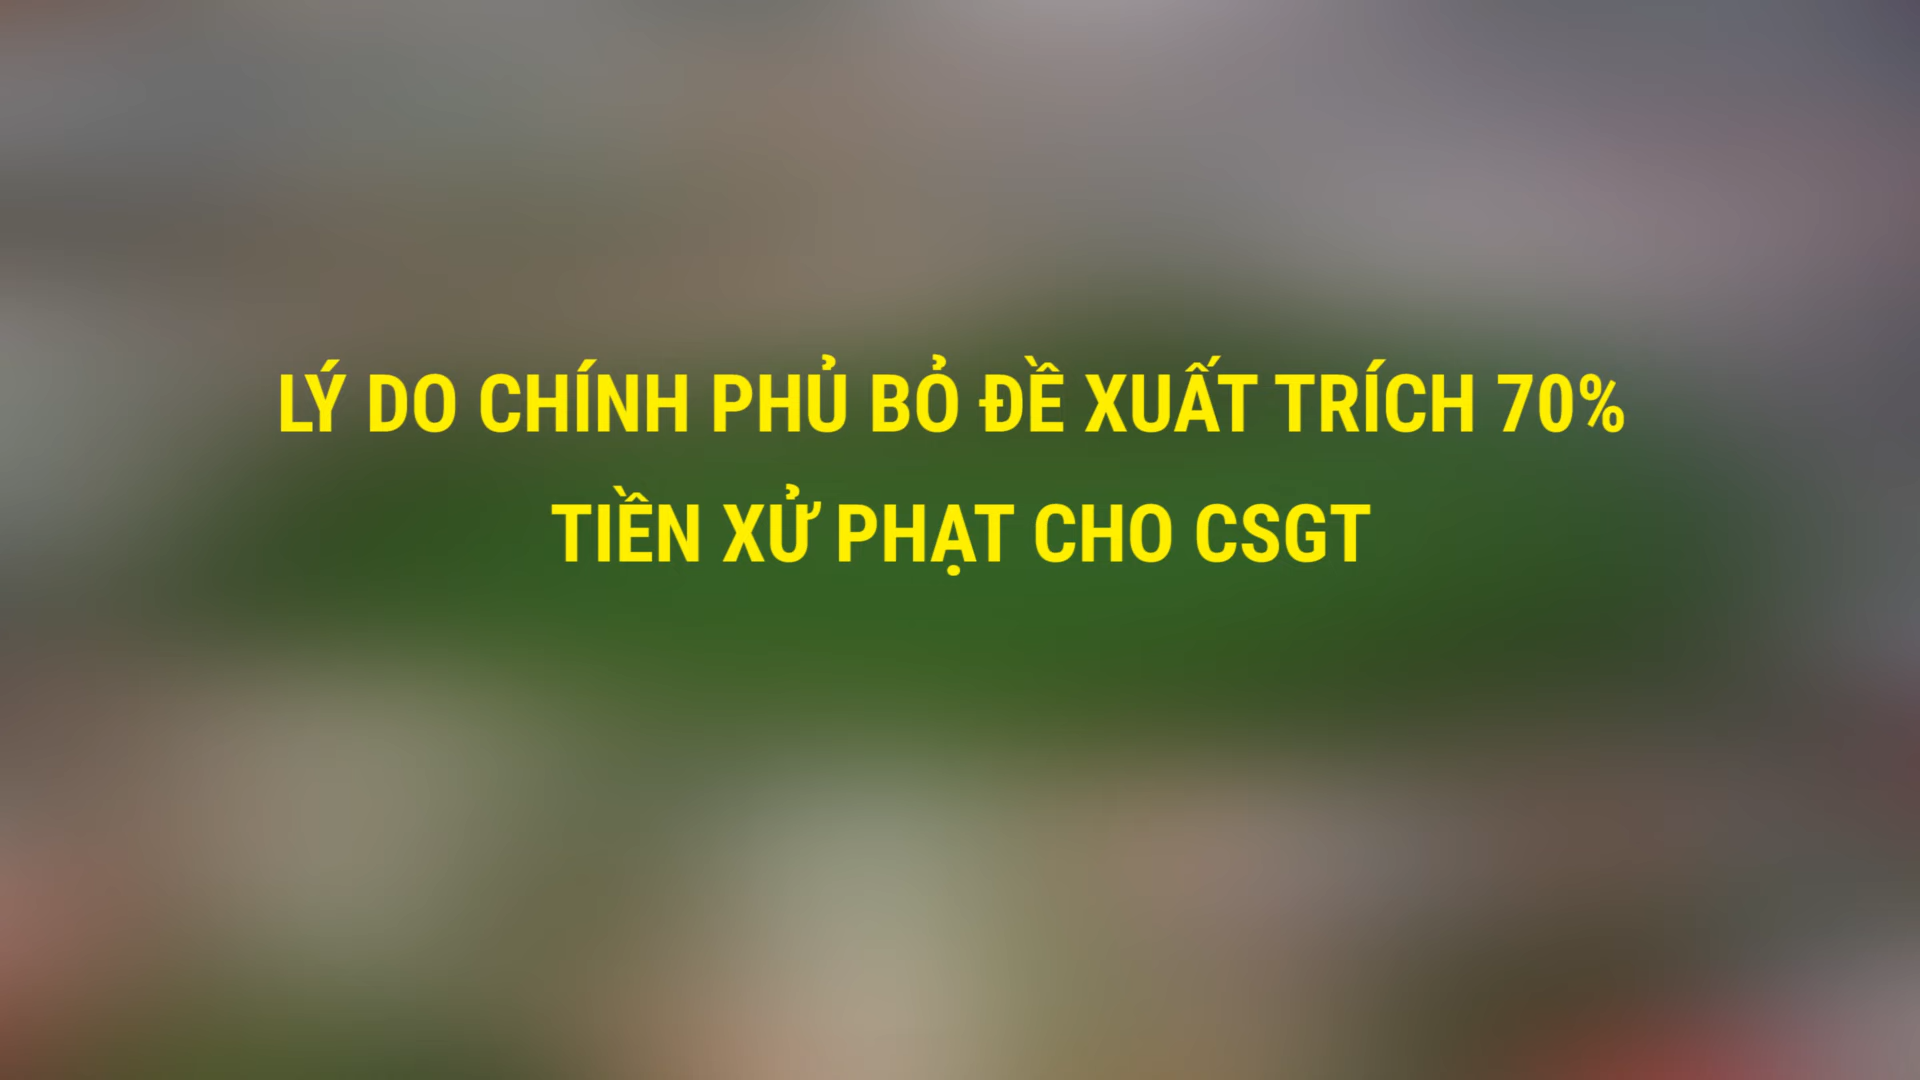 LÝ DO CHÍNH PHỦ BỎ ĐỀ XUẤT TRÍCH 70%
TIỀN XỬ PHẠT CHO CSGT